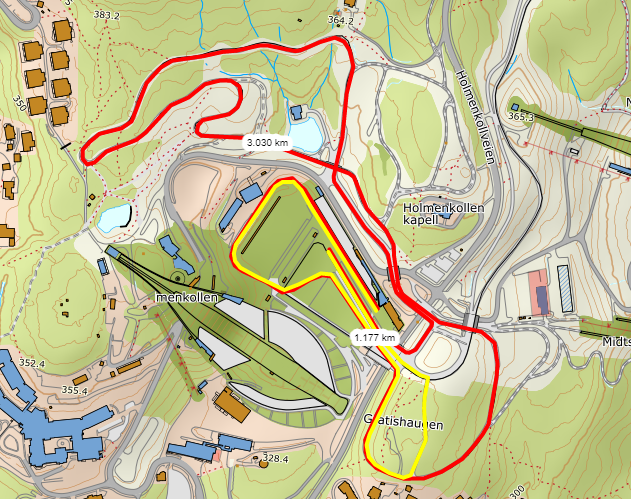 383.2
364.2
350
Holmenkollveien
365.3
3.030 km
Holmenkollen
kapell
menkollen
1.177 km
Midts
352.4
355.4
Gratishaugen
328.4
300